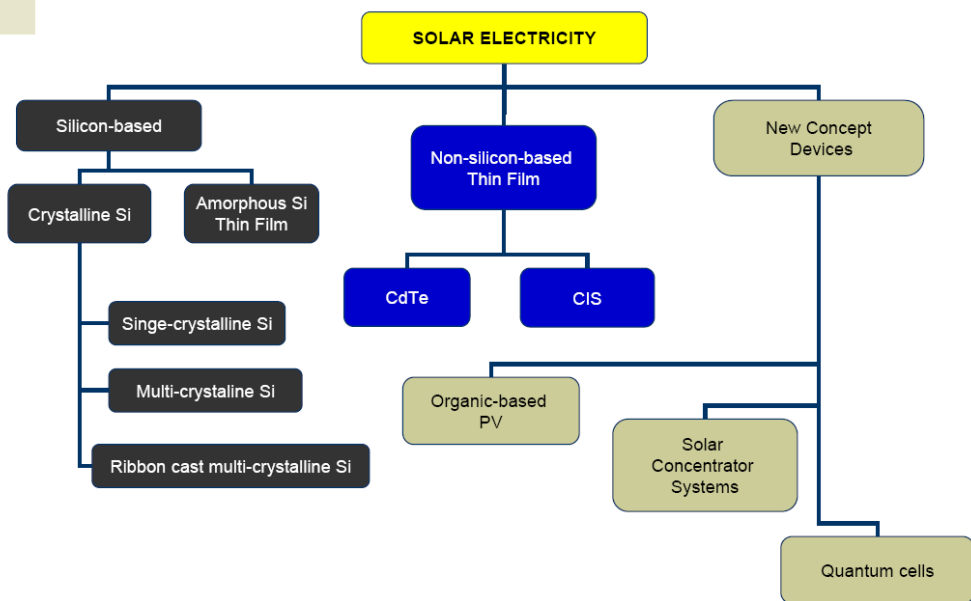 SOLAR ELECTRICITY
Silicon-based
Non-silicon-based
Thin Film
New Concept
Devices
Crystalline Si
Amorphous Si
Thin Film
CdTe
CIS
Singe-crystalline Si
Multi-crystaline Si
Ribbon cast multi-crystalline Si
Organic-based
PV
Solar
Concentrator
Systems
Quantum cells